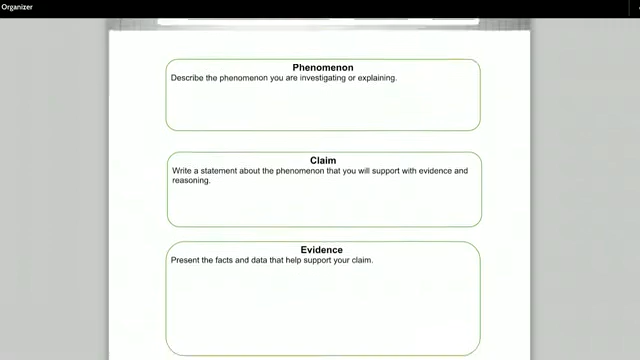 Organizer
Phenomenon
Describe the phenomenon you are investigating or explaining.
Claim
Write a statement about the phenomenon that you will support with evidence and
reasoning.
Evidence
Present the facts and data that help support your claim.